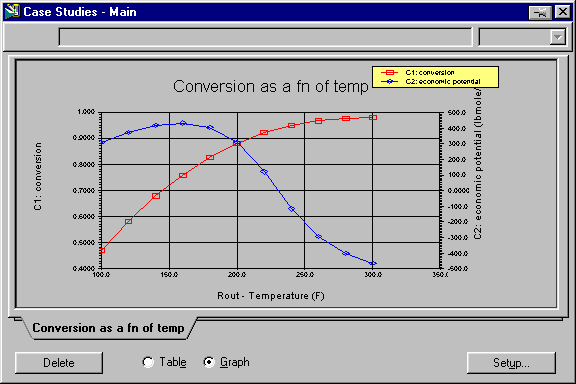 Case Studies - Main
Conversion as a fn of temp
C1: conversion
C2: economic potential
1.000
0.9000
0.8000
0.7000
0.6000
0.5000
0.4000
C1: conversion
500.0
400.0
300.0
200.0
100.0
0.0000
-100.0
-200.0
-300.0
-400.0
-500.0
C2: economic potential (lbmole/
100.0 150.0 200.0 250.0 300.0 350.0
Rout - Temperature (F)
Conversion as a fn of temp
Delete Table Graph Setup...